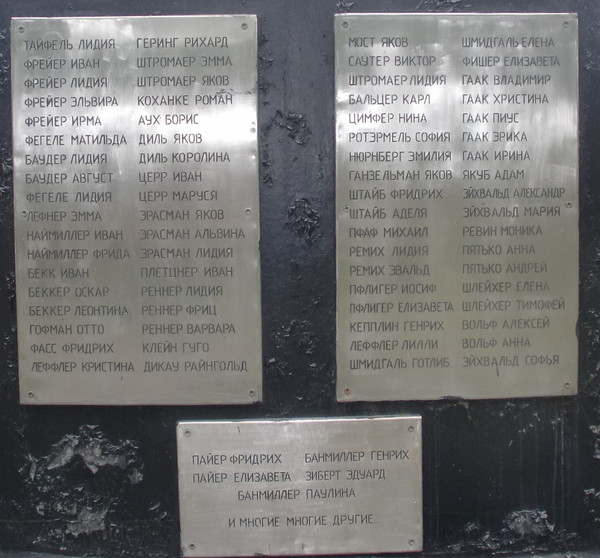 ТАЙФЕЛЬ ЛИДИЯ ГЕРИНГ РИХАРД
ФРЕЙЕР ИВАН ШТРОМАЕР ЭММА
ФРЕЙЕР ЛИДИЯ ШТРОМАЕР ЯКОВ
ФРЕЙЕР ЭЛЬВИРА КОХАНКЕ РОМАН
ФРЕЙЕР ИРМА АУХ БОРИС
ФЕГЕЛЕ МАТИЛЬДА ДИЛЬ ЯКОВ
БАУДЕР ЛИДИЯ ДИЛЬ КОРОЛИНА
БАУДЕР АВГУСТ ЦЕРР ИВАН
ФЕГЕЛЕ ЛИДИЯ ЦЕРР МАРУСЯ
ЛЕФНЕР ЭММА ЭРАСМАН ЯКОВ
НАЙМИЛЛЕР ИВАН ЭРАСМАН АЛЬВИНА
НАЙМИЛЛЕР ФРИДА ЭРАСМАН ЛИДИЯ
БЕКК ИВАН ПЛЕТЦНЕР ИВАН
БЕККЕР ОСКАР РЕННЕР ЛИДИЯ
БЕККЕР ЛЕОНТИНА РЕННЕР ФРИЦ
ГОФМАН ОТТО РЕННЕР ВАРВАРА
ФАСС ФРИДРИХ КЛЕЙН ГУГО
ЛЕФФЛЕР КРИСТИНА ДИКАУ РАЙНГОЛЬД
МОСТ ЯКОВ ШМИДГАЛЬ ЕЛЕНА
САУТЕР ВИКТОР ФИШЕР ЕЛИЗАВЕТА
ШТРОМАЕР ЛИДИЯ ГААК ВЛАДИМИР
БАЛЬЦЕР КАРЛ ГААК ХРИСТИНА
ЦИМФЕР НИНА ГААК ПИУС
РОТЭРМЕЛЬ СОФИЯ ГААК ЭРИКА
НЮРНБЕРГ ЭМИЛИЯ ГААК ИРИНА
ГАНЗЕЛЬМАН ЯКОВ ЯКУБ АДАМ
ШТАЙБ ФРИДРИХ ЭЙХВАЛЬД АЛЕКСАНДР
ШТАЙБ АДЕЛЯ ЭЙХВАЛЬД МАРИЯ
ПФАФ МИХАИЛ РЕВИН МОНИКА
РЕМИХ ЛИДИЯ ПЯТЬКО АННА
РЕМИХ ЭВАЛЬД ПЯТЬКО АНДРЕЙ
ПФЛИГЕР ИОСИФ ШЛЕЙХЕР ЕЛЕНА
ПФЛИГЕР ЕЛИЗАВЕТА ШЛЕЙХЕР ТИМОФЕЙ
КЕППЛИН ГЕНРИХ ВОЛЬФ АЛЕКСЕЙ
ЛЕФФЛЕР ЛИЛЛИ ВОЛЬФ АННА
ШМИДГАЛЬ ГОТЛИБ ЭЙХВАЛЬД СОФЬЯ
ПАЙЕР ФРИДРИХ БАНМИЛЛЕР ГЕНРИХ
ПАЙЕР ЕЛИЗАВЕТА ЗИБЕРТ ЭДУАРД
БАНМИЛЛЕР ПАУЛИНА
И МНОГИЕ МНОГИЕ ДРУГИЕ...